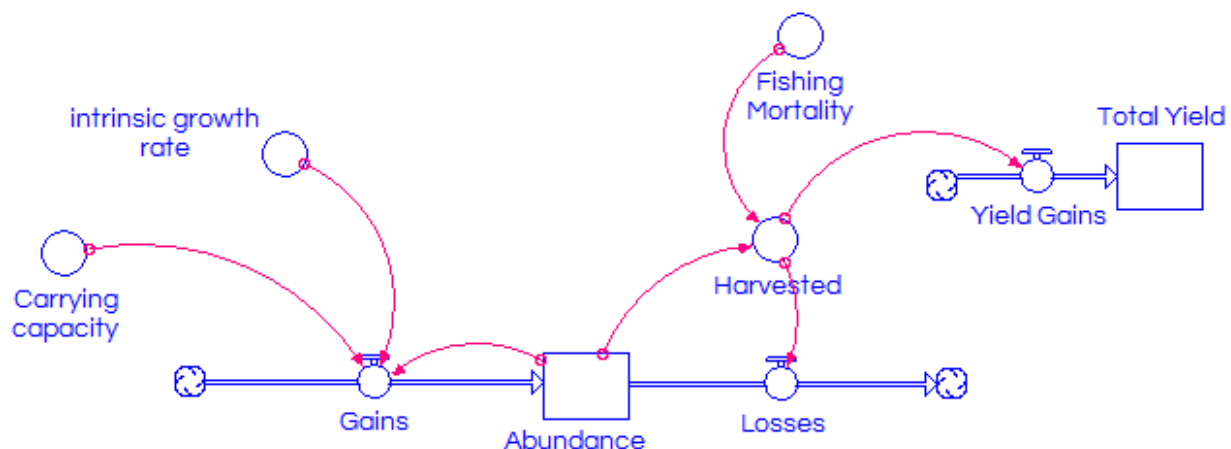 Fishing
Mortality
intrinsic growth
rate
Total Yield
Yield Gains
Harvested
Carrying
capacity
Gains
Abundance
Losses